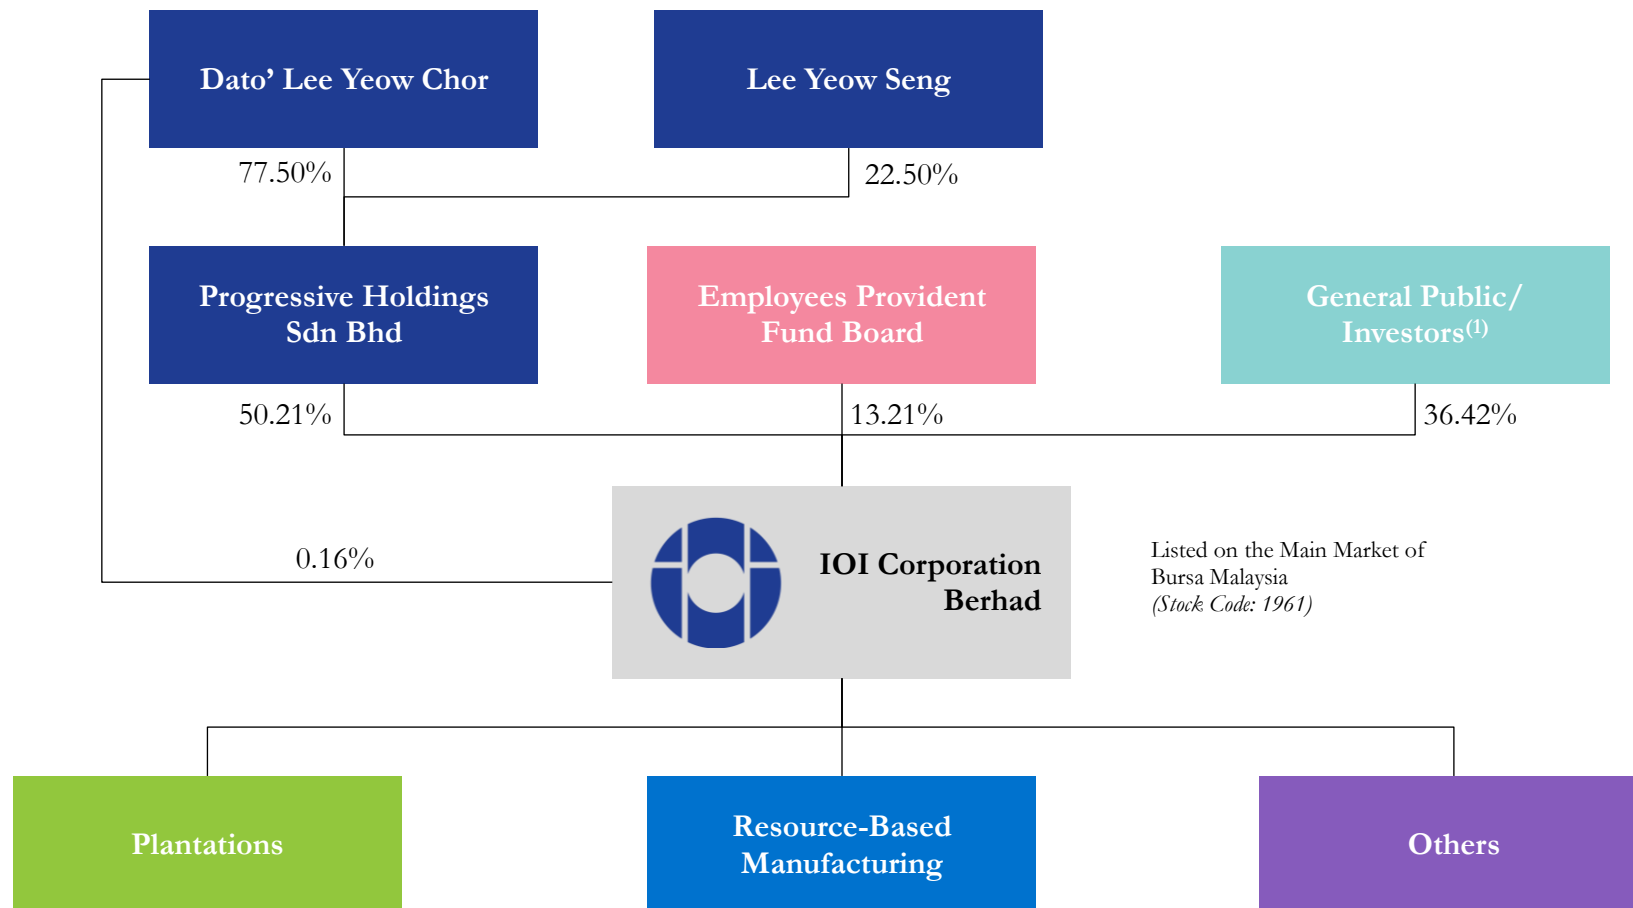 Dato’ Lee Yeow Chor
Lee Yeow Seng
77.50%
22.50%
Progressive Holdings
Sdn Bhd
Employees Provident
Fund Board
General Public/
Investors(1)
50.21%
13.21%
36.42%
0.16%
IOI Corporation
Berhad
Listed on the Main Market of
Bursa Malaysia
(Stock Code: 1961)
Plantations
Resource-Based
Manufacturing
Others